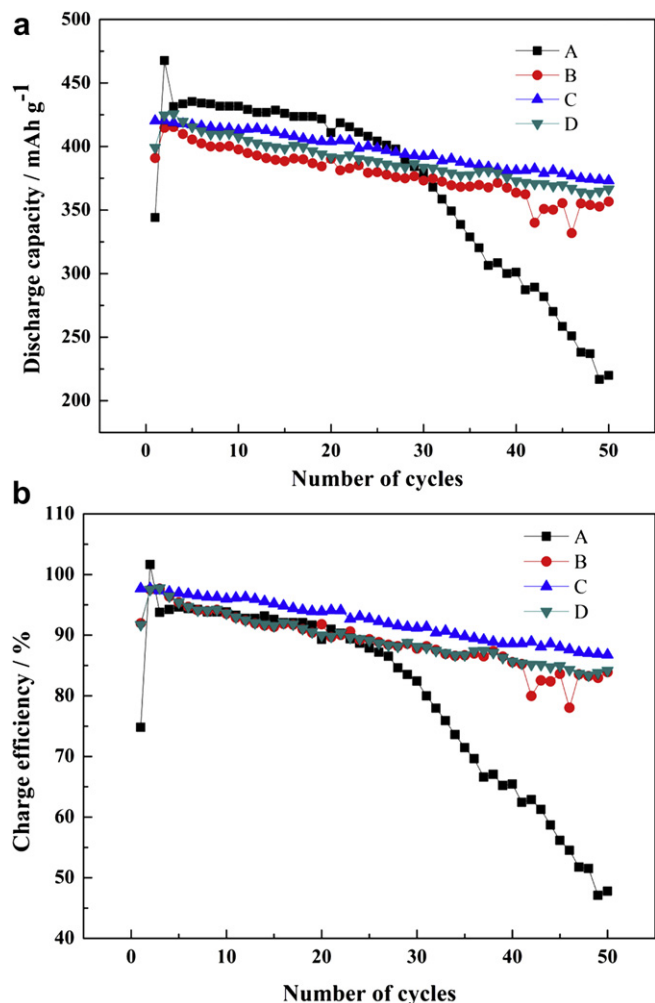 a
500
450
400
350
300
250
200
Discharge capacity / mAh g-1
A
B
C
D
0
10
20
30
40
50
Number of cycles
b
110
100
90
80
70
60
50
40
Charge efficiency / %
A
B
C
D
0
10
20
30
40
50
Number of cycles